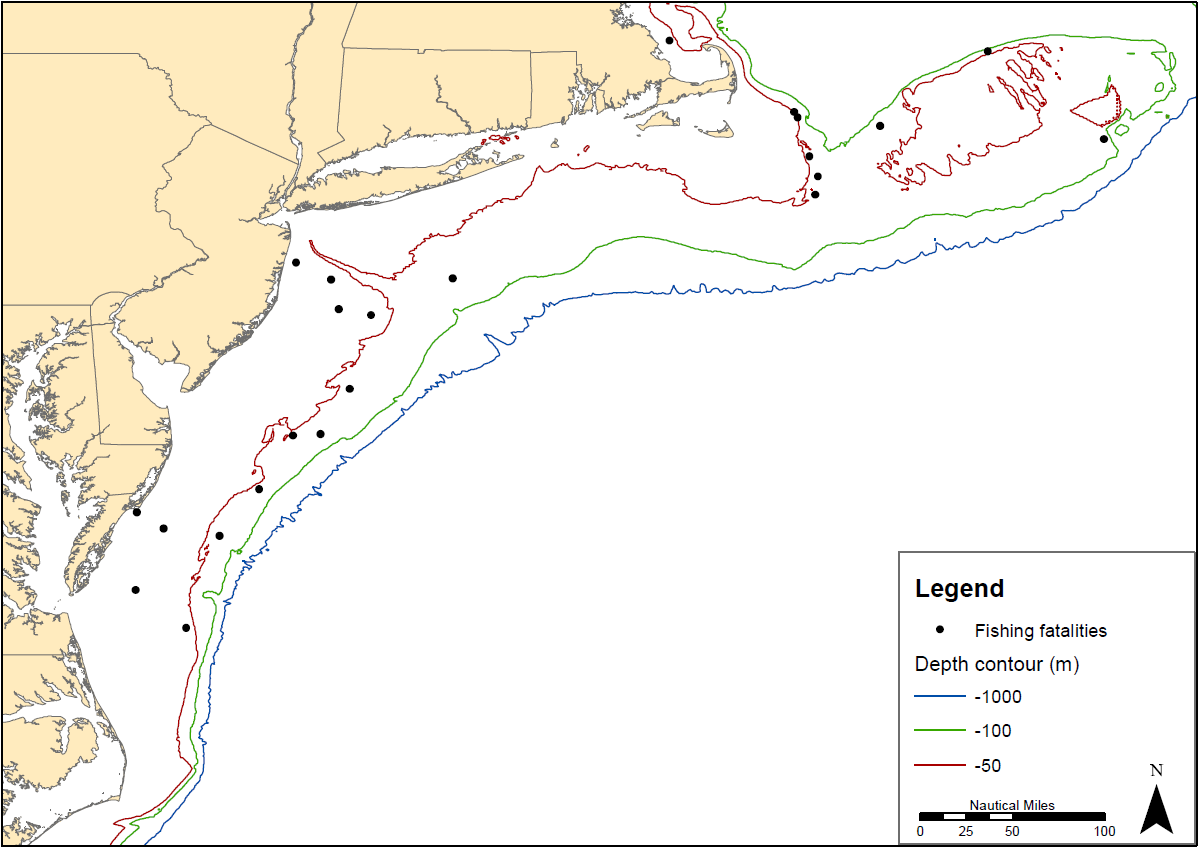 Legend
Fishing fatalities
Depth contour (m)
-1000
-100
-50
N
Nautical Miles
0 25 50 100